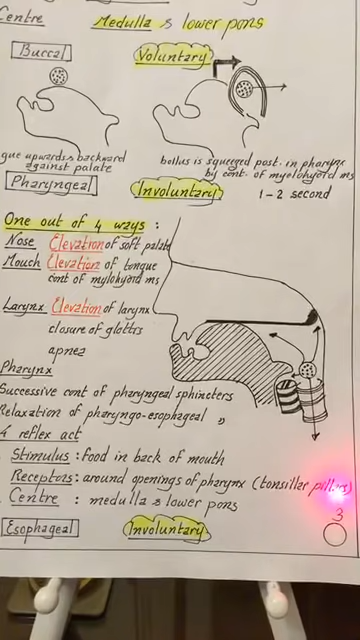 Centre Medulla & lower pons
Buccal Voluntary
gue upwards & backward
against palate
bollus is squeezed post. in pharynx
by cont. of mylohyord ms
Pharyngeal Involuntary 1-2 second
One out of 4 ways :
Nose Elevation of soft palate
Mouch Elevation of tongue
cont of mylohyord ms
Larynx Elevation of larynx
closure of glottis
apnea
Pharynx
Successive cont of pharyngeal sphincters
Relaxation of pharyngo-esophageal
4 reflex act
Stimulus : food in back of mouth
Receptors : around openings of pharynx (tonsillar pillars)
Centre : medulla & lower pons
3
Esophageal Involuntary